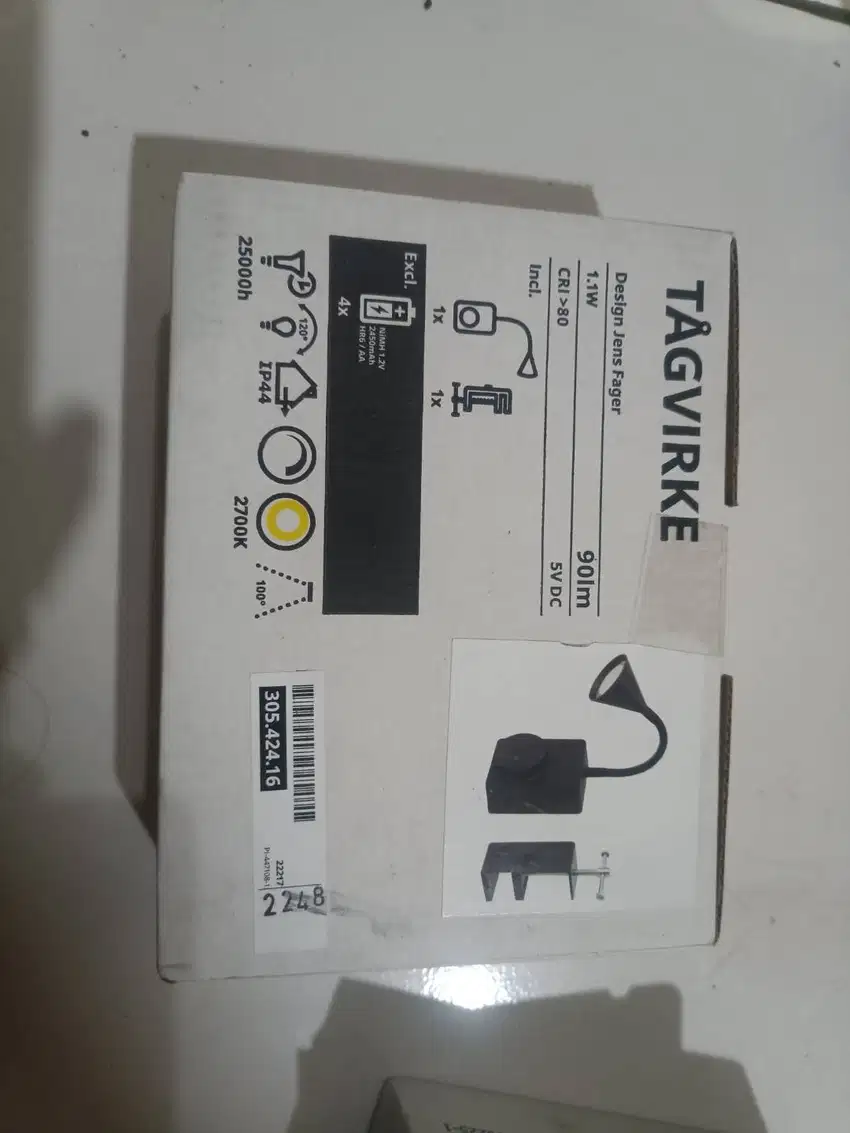 TÅGVIRKE
Design Jens Fager
1.1W 90lm
CRI >80 5V DC
Incl.
1x 1x
Excl.
NiMH 1.2V
2450mAh
HR6 / AA
4x
120°
IP44
25000h
2700K
100°
305.424.16
22217
2248